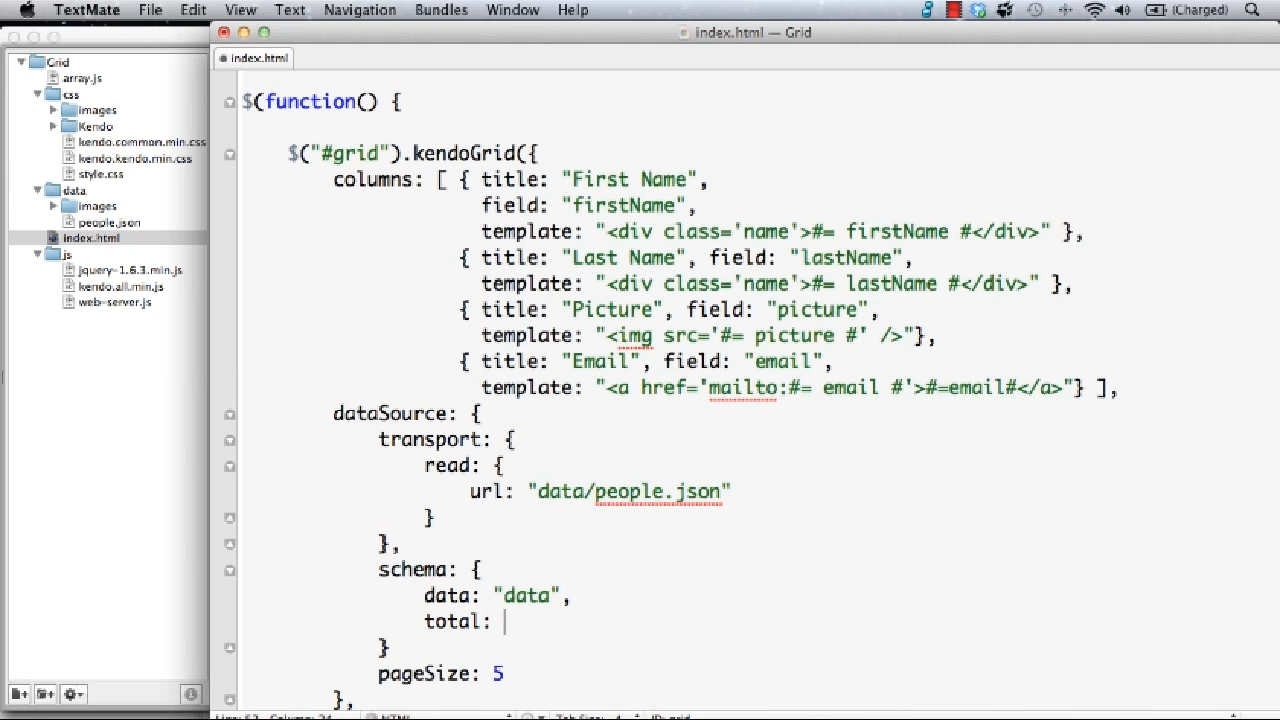 TextMate File Edit View Text Navigation Bundles Window Help (Charged)
index.html — Grid
index.html
Grid
array.js
css
images
Kendo
kendo.common.min.css
kendo.kendo.min.css
style.css
data
images
people.json
index.html
js
jquery-1.6.3.min.js
kendo.all.min.js
web-server.js
$(function() {
$("#grid").kendoGrid({
columns: [ { title: "First Name",
field: "firstName",
template: "<div class='name'>#= firstName #</div>" },
{ title: "Last Name", field: "lastName",
template: "<div class='name'>#= lastName #</div>" },
{ title: "Picture", field: "picture",
template: "<img src='#= picture #' />"},
{ title: "Email", field: "email",
template: "<a href='mailto:#= email #'>#=email#</a>"} ],
dataSource: {
transport: {
read: {
url: "data/people.json"
}
},
schema: {
data: "data",
total:
}
pageSize: 5
},